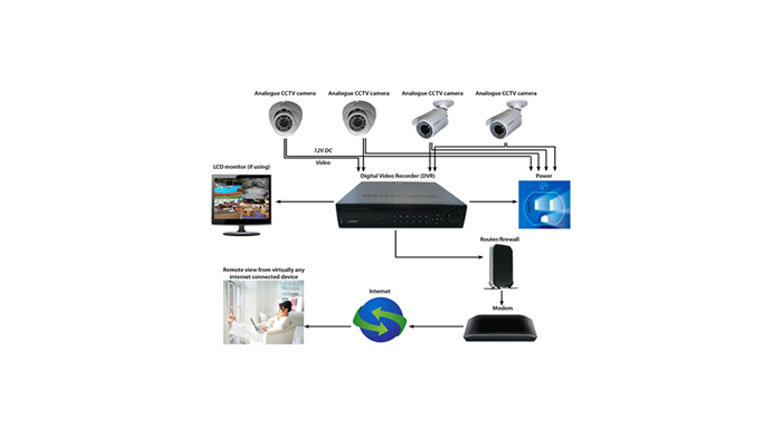 Analogue CCTV camera
Analogue CCTV camera
Analogue CCTV camera
Analogue CCTV camera
12V DC
Video
LCD monitor (if using)
Digital Video Recorder (DVR)
Power
Router/firewall
Remote view from virtually any
internet connected device
Internet
Modem